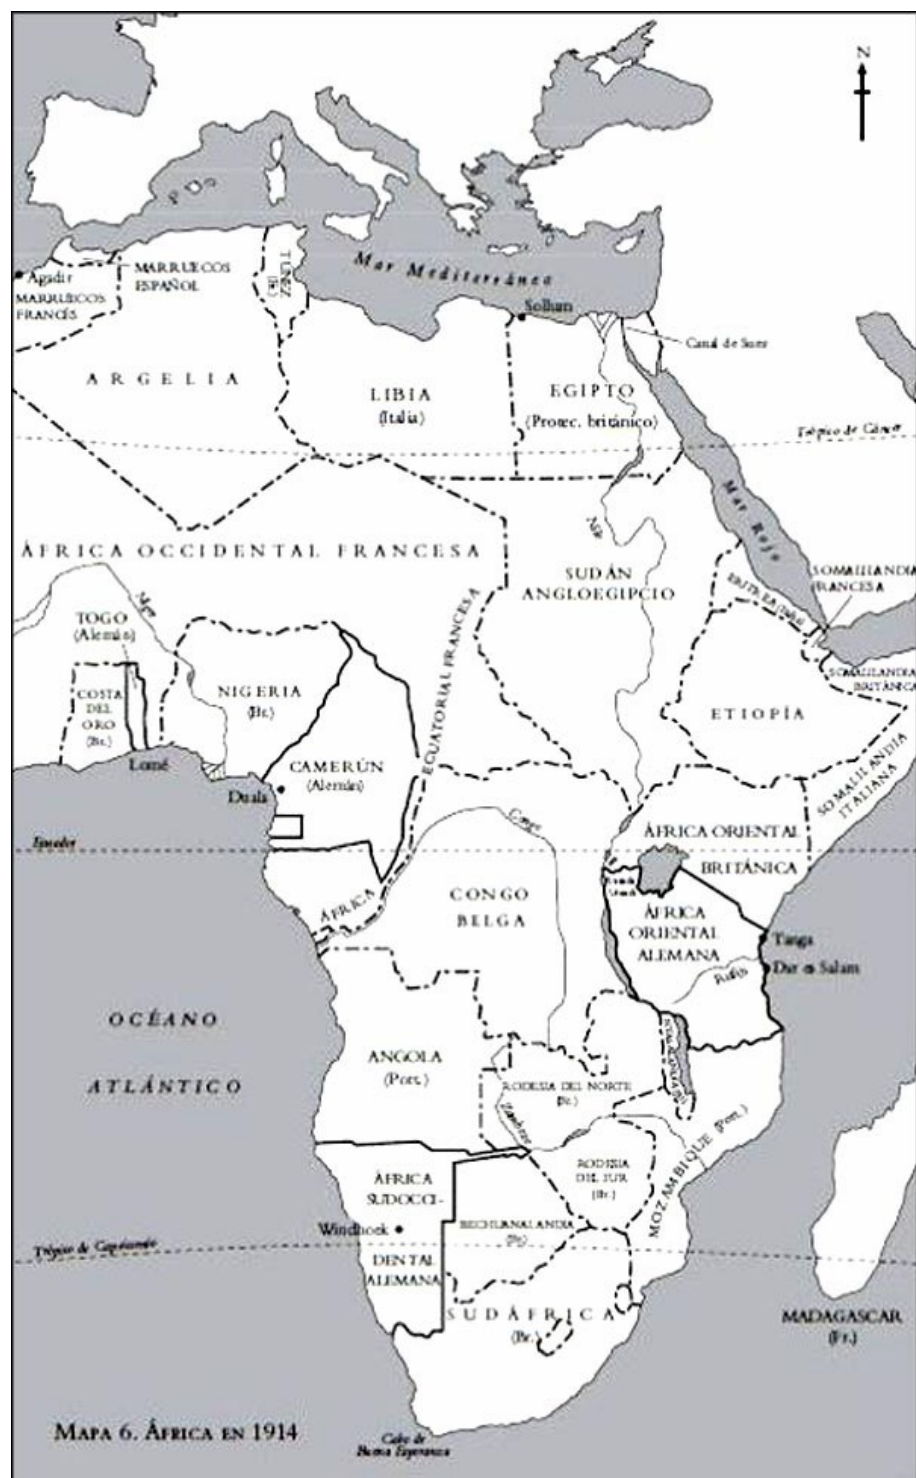 N
Mar Mediterráneo
Agadir
MARRUECOS
ESPAÑOL
MARRUECOS
FRANCÉS
TÚNEZ
(Fr.)
Sollum
Canal de Suez
ARGELIA
LIBIA
(Italia)
EGIPTO
(Protec. británico)
Trópico de Cáncer
Mar Rojo
Nilo
ÁFRICA OCCIDENTAL FRANCESA
SUDÁN
ANGLOEGIPCIO
SOMALILANDIA
FRANCESA
ERITREA (Italia)
Níger
TOGO
(Alemán)
COSTA
DEL
ORO
(Br.)
NIGERIA
(Br.)
SOMALILANDIA
BRITÁNICA
ETIOPÍA
ÁFRICA ECUATORIAL FRANCESA
Lomé
CAMERÚN
(Alemán)
Duala
SOMALILANDIA
ITALIANA
Ecuador
Congo
ÁFRICA ORIENTAL
BRITÁNICA
CONGO
BELGA
ÁFRICA
ORIENTAL
ALEMANA
Tanga
Dar es Salam
Rufiji
OCÉANO
ATLÁNTICO
ANGOLA
(Port.)
RODESIA DEL NORTE
(Br.)
Zambeze
MOZAMBIQUE (Port.)
RODESIA
DEL SUR
(Br.)
ÁFRICA
SUDOCCI-
Windhoek
DENTAL
ALEMANA
BECHUANALANDIA
(Br.)
Trópico de Capricornio
SUDÁFRICA
(Br.)
MADAGASCAR
(Fr.)
MAPA 6. ÁFRICA EN 1914
Cabo de
Buena Esperanza